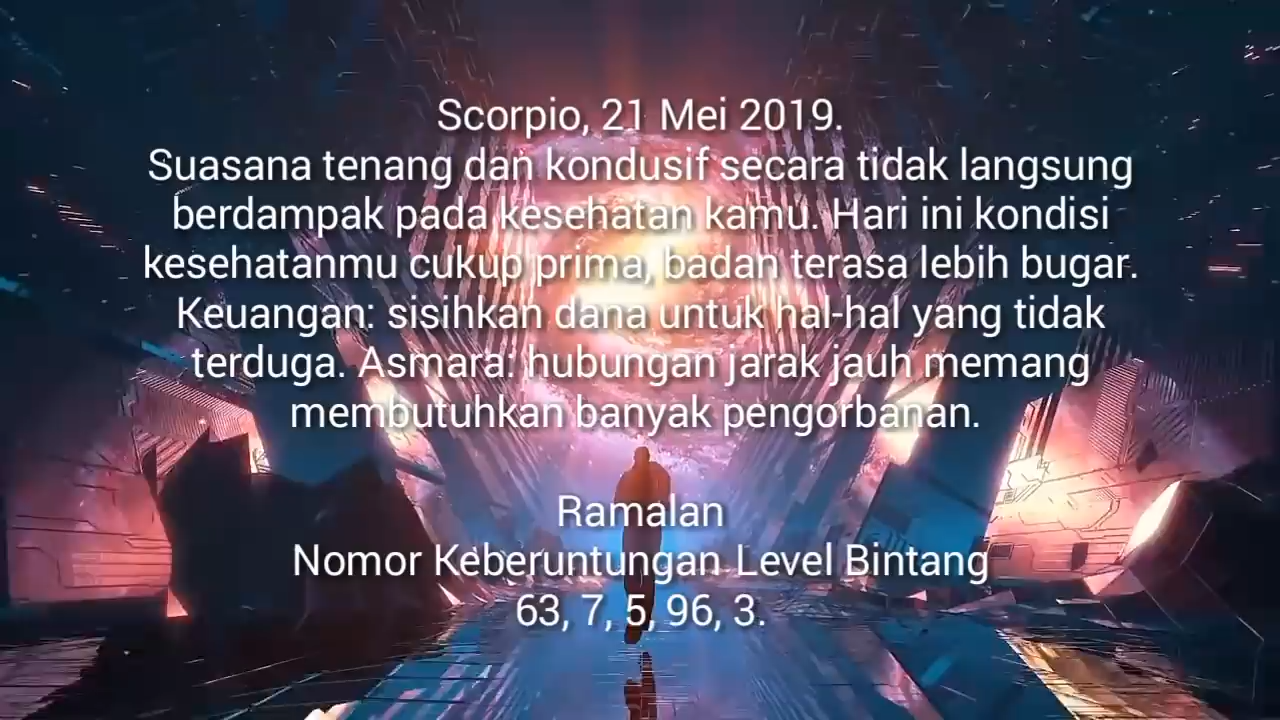 Scorpio, 21 Mei 2019.
Suasana tenang dan kondusif secara tidak langsung
berdampak pada kesehatan kamu. Hari ini kondisi
kesehatanmu cukup prima, badan terasa lebih bugar.
Keuangan: sisihkan dana untuk hal-hal yang tidak
terduga. Asmara: hubungan jarak jauh memang
membutuhkan banyak pengorbanan.
Ramalan
Nomor Keberuntungan Level Bintang
63, 7, 5, 96, 3.